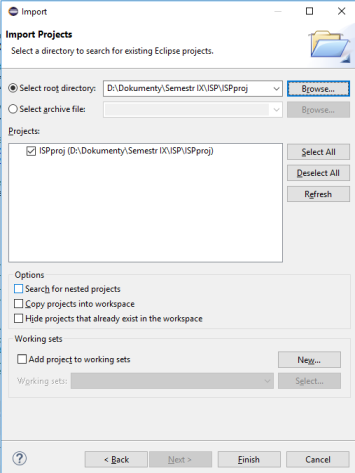 Import
Import Projects
Select a directory to search for existing Eclipse projects.
Select root directory: D:\Dokumenty\Semestr IX\ISP\ISPproj Browse...
Select archive file: Browse...
Projects:
ISPproj (D:\Dokumenty\Semestr IX\ISP\ISPproj) Select All
Deselect All
Refresh
Options
Search for nested projects
Copy projects into workspace
Hide projects that already exist in the workspace
Working sets
Add project to working sets New...
Working sets: Select...
? < Back Next > Finish Cancel